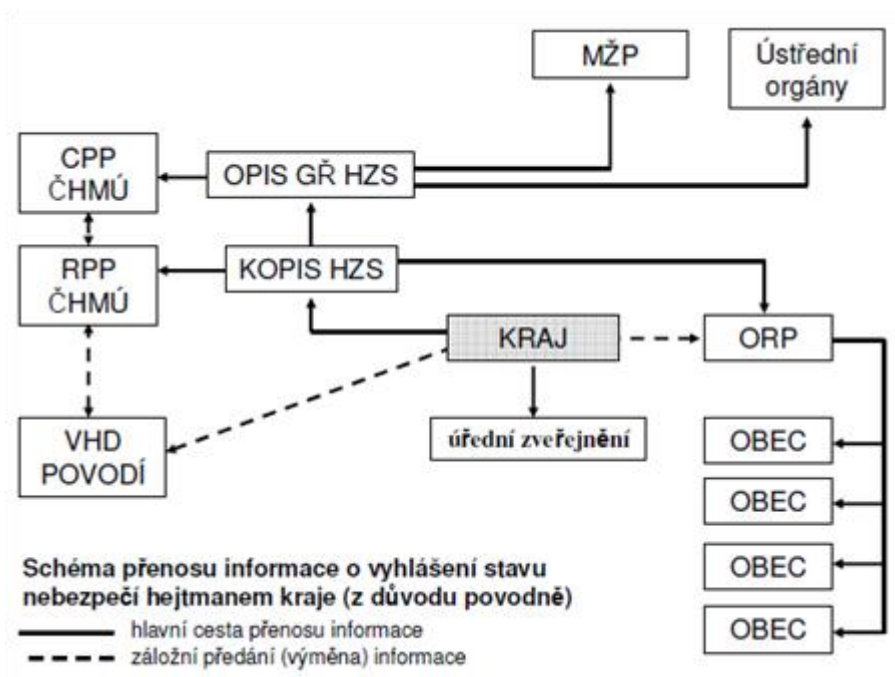 MŽP
Ústřední
orgány
CPP
ČHMÚ
OPIS GŘ HZS
RPP
ČHMÚ
KOPIS HZS
KRAJ
ORP
VHD
POVODÍ
úřední zveřejnění
OBEC
OBEC
OBEC
OBEC
Schéma přenosu informace o vyhlášení stavu
nebezpečí hejtmanem kraje (z důvodu povodně)
hlavní cesta přenosu informace
záložní předání (výměna) informace